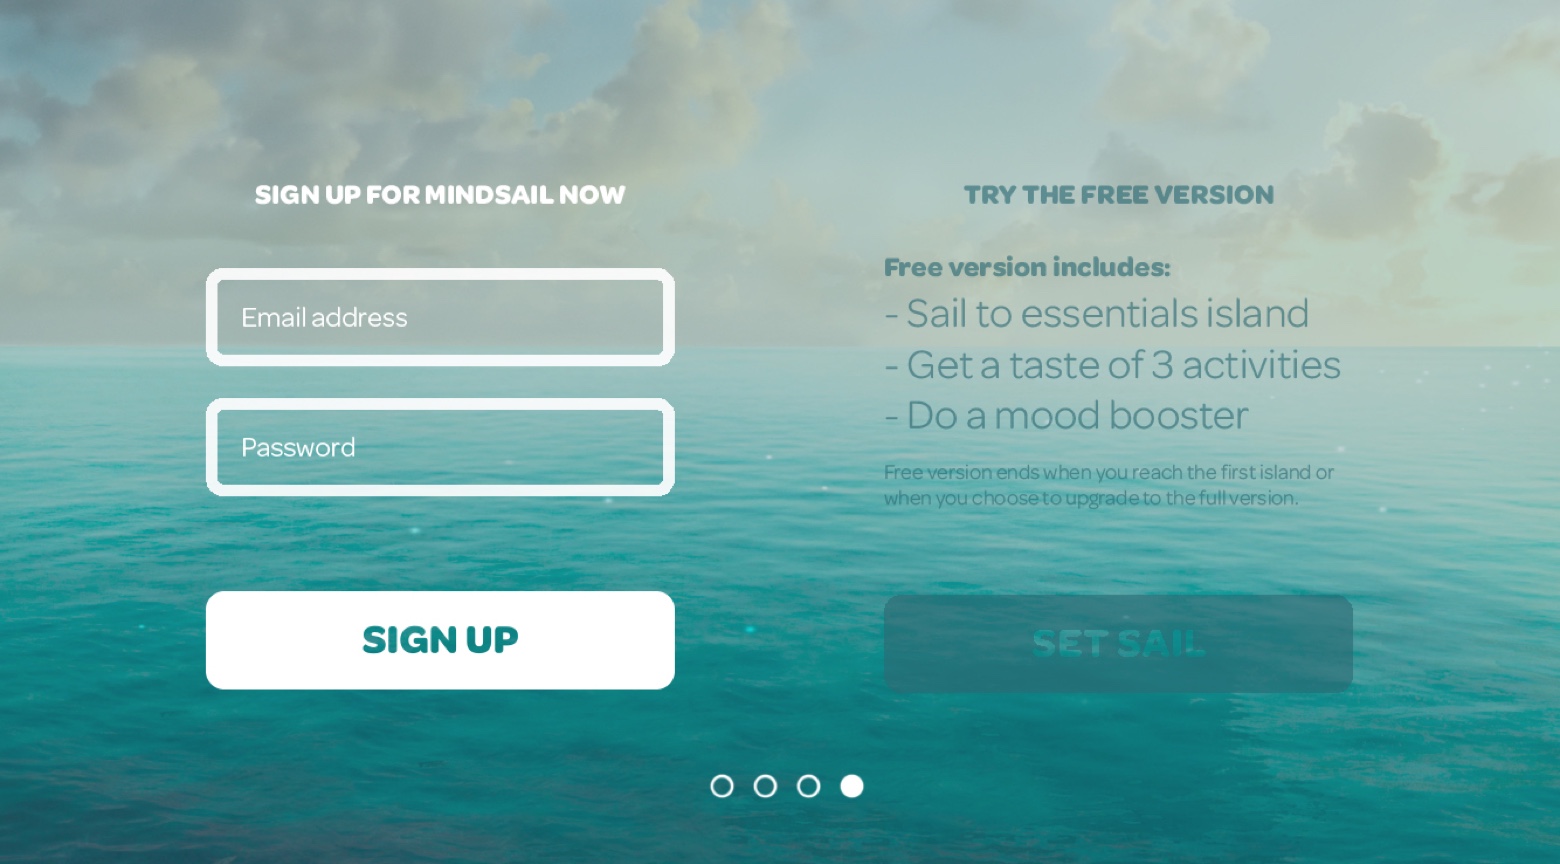 SIGN UP FOR MINDSAIL NOW
Email address
Password
SIGN UP
TRY THE FREE VERSION
Free version includes:
- Sail to essentials island
- Get a taste of 3 activities
- Do a mood booster
Free version ends when you reach the first island or
when you choose to upgrade to the full version.
SET SAIL